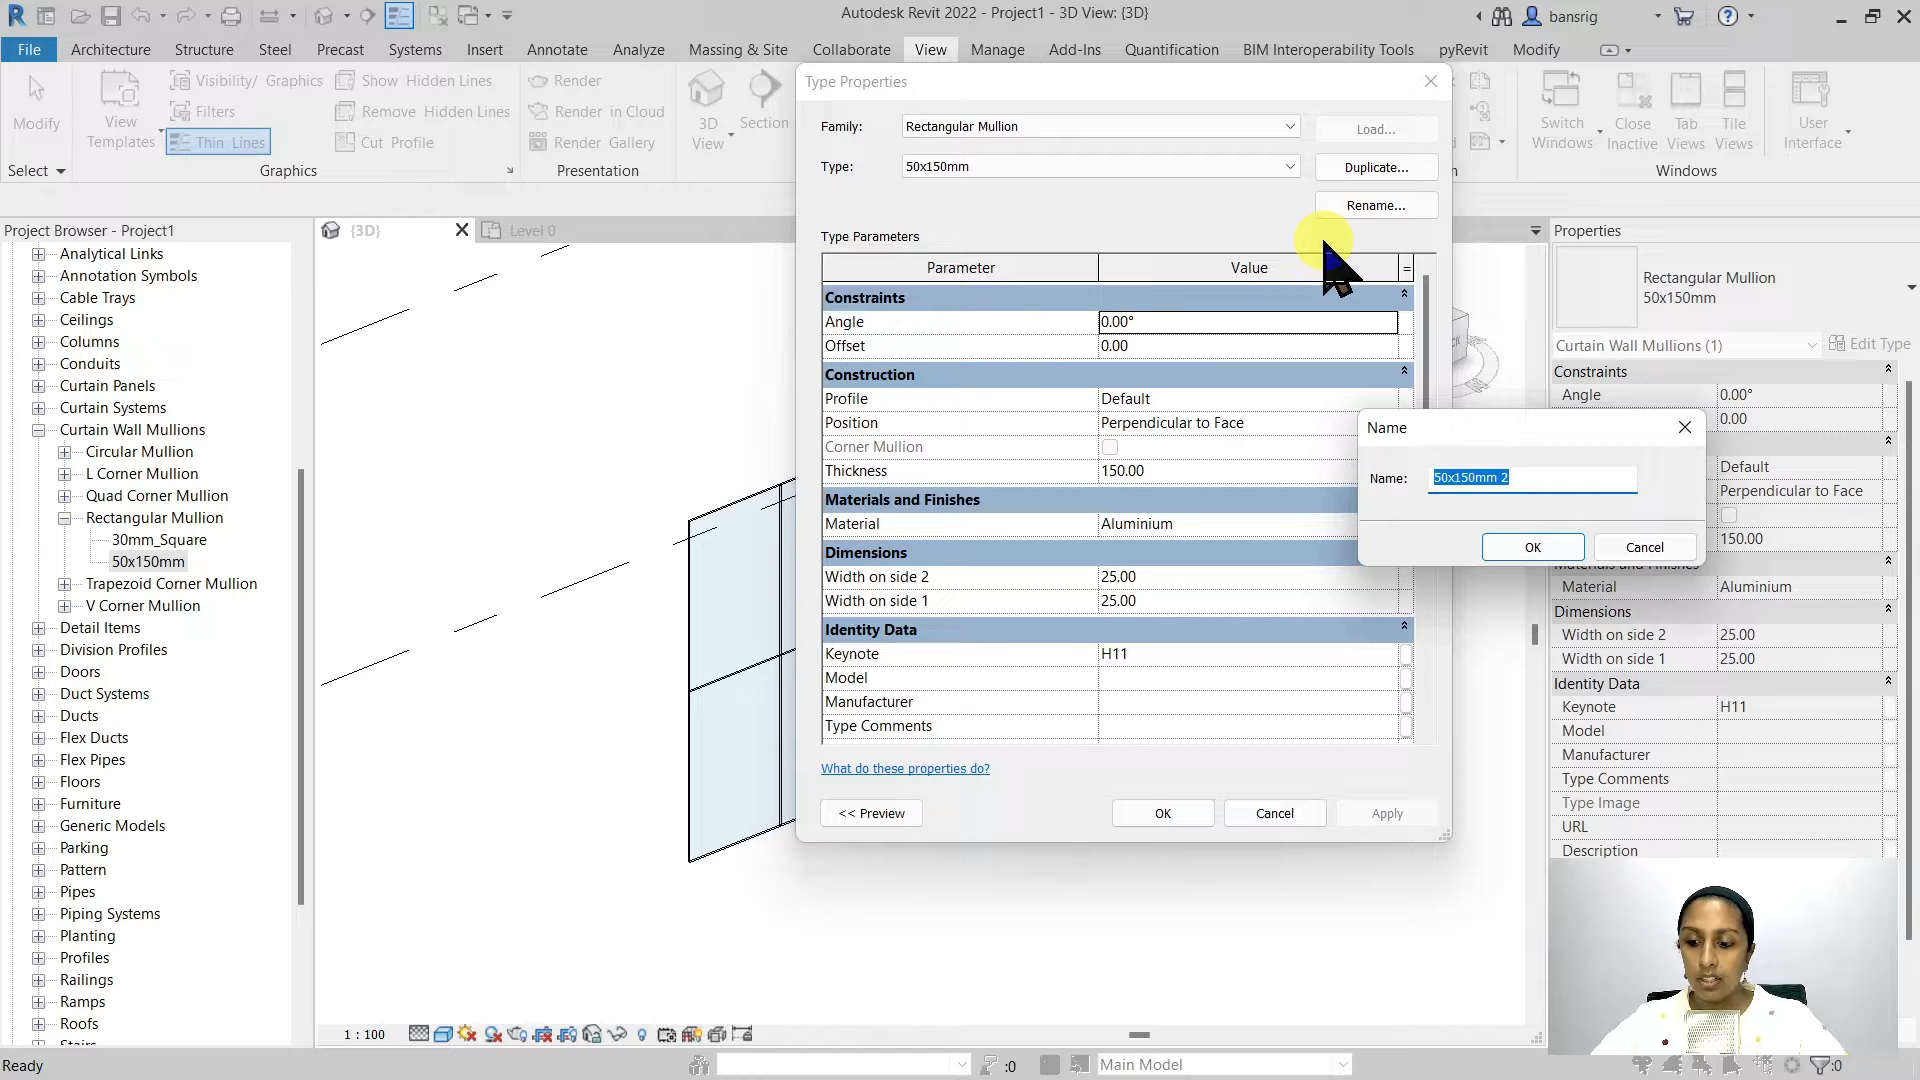 Autodesk Revit 2022 - Project1 - 3D View: {3D}
bansrig
File
Architecture
Structure
Steel
Precast
Systems
Insert
Annotate
Analyze
Massing & Site
Collaborate
View
Manage
Add-Ins
Quantification
BIM Interoperability Tools
pyRevit
Modify
Modify
View Templates
Visibility/ Graphics
Filters
Thin Lines
Show Hidden Lines
Remove Hidden Lines
Cut Profile
Render
Render in Cloud
Render Gallery
3D View
Section
Switch Windows
Close Inactive
Tab Views
Tile Views
User Interface
Select
Graphics
Presentation
Windows
Project Browser - Project1
Analytical Links
Annotation Symbols
Cable Trays
Ceilings
Columns
Conduits
Curtain Panels
Curtain Systems
Curtain Wall Mullions
Circular Mullion
L Corner Mullion
Quad Corner Mullion
Rectangular Mullion
30mm_Square
50x150mm
Trapezoid Corner Mullion
V Corner Mullion
Detail Items
Division Profiles
Doors
Duct Systems
Ducts
Flex Ducts
Flex Pipes
Floors
Furniture
Generic Models
Parking
Pattern
Pipes
Piping Systems
Planting
Profiles
Railings
Ramps
Roofs
Stairs
{3D}
Level 0
Type Properties
Family: Rectangular Mullion
Load...
Type: 50x150mm
Duplicate...
Rename...
Type Parameters
Parameter Value =
Constraints
Angle 0.00°
Offset 0.00
Construction
Profile Default
Position Perpendicular to Face
Corner Mullion
Thickness 150.00
Materials and Finishes
Material Aluminium
Dimensions
Width on side 2 25.00
Width on side 1 25.00
Identity Data
Keynote H11
Model
Manufacturer
Type Comments
What do these properties do?
<< Preview
OK
Cancel
Apply
Name
Name: 50x150mm 2
OK
Cancel
Properties
Rectangular Mullion
50x150mm
Curtain Wall Mullions (1)
Edit Type
Constraints
Angle 0.00°
0.00
Default
Perpendicular to Face
150.00
Materials and Finishes
Material Aluminium
Dimensions
Width on side 2 25.00
Width on side 1 25.00
Identity Data
Keynote H11
Model
Manufacturer
Type Comments
Type Image
URL
Description
1 : 100
Ready
:0
Main Model
:0